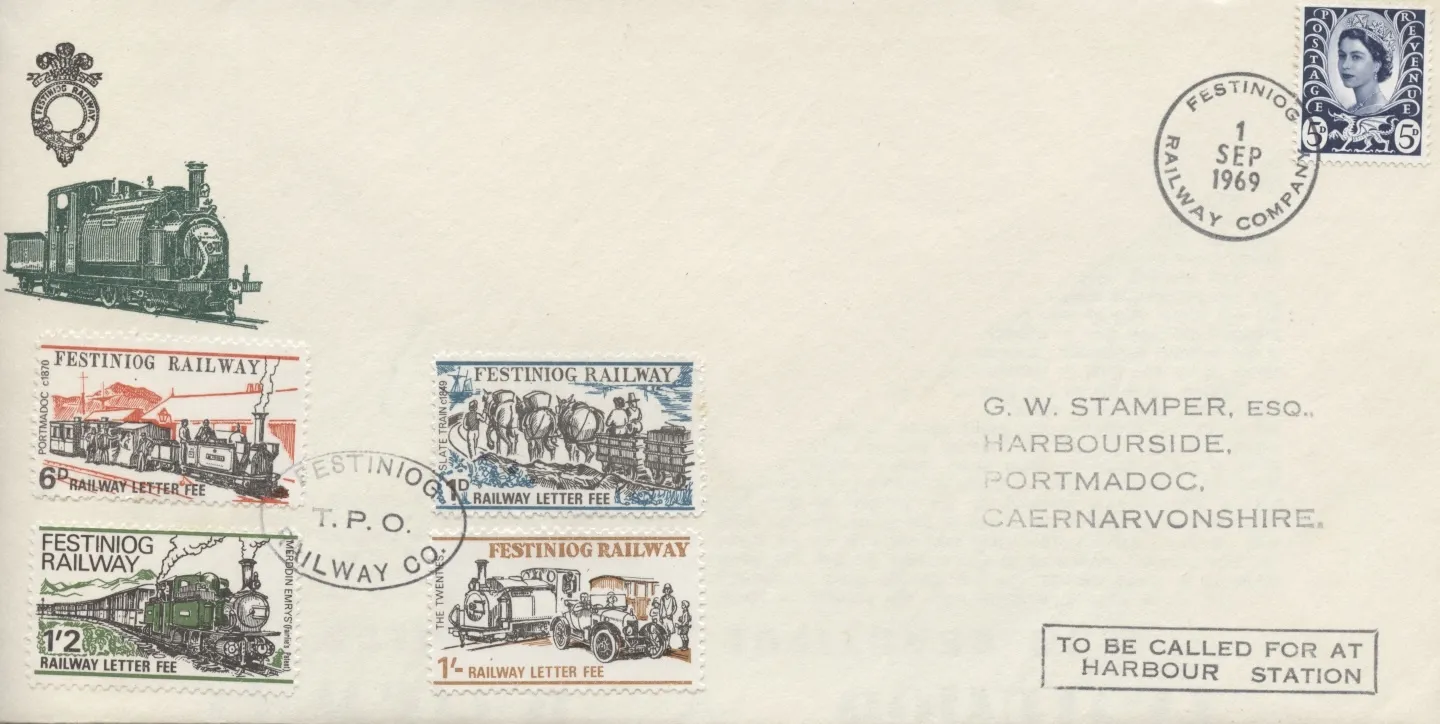 FESTINIOG RAILWAY.
POSTAGE REVENUE
5D 5D
FESTINIOG
1
SEP
1969
RAILWAY COMPANY
PORTMADOC c1870
FESTINIOG RAILWAY
6D RAILWAY LETTER FEE
SLATE TRAIN c1849
FESTINIOG RAILWAY
1D RAILWAY LETTER FEE
FESTINIOG
T.P.O.
RAILWAY CO.
FESTINIOG
RAILWAY
MERDDIN EMRYS (Fairlie's Patent)
1'2
RAILWAY LETTER FEE
THE TWENTIES.
FESTINIOG RAILWAY
1'- RAILWAY LETTER FEE
G. W. STAMPER, ESQ.,
HARBOURSIDE,
PORTMADOC,
CAERNARVONSHIRE.
TO BE CALLED FOR AT
HARBOUR STATION